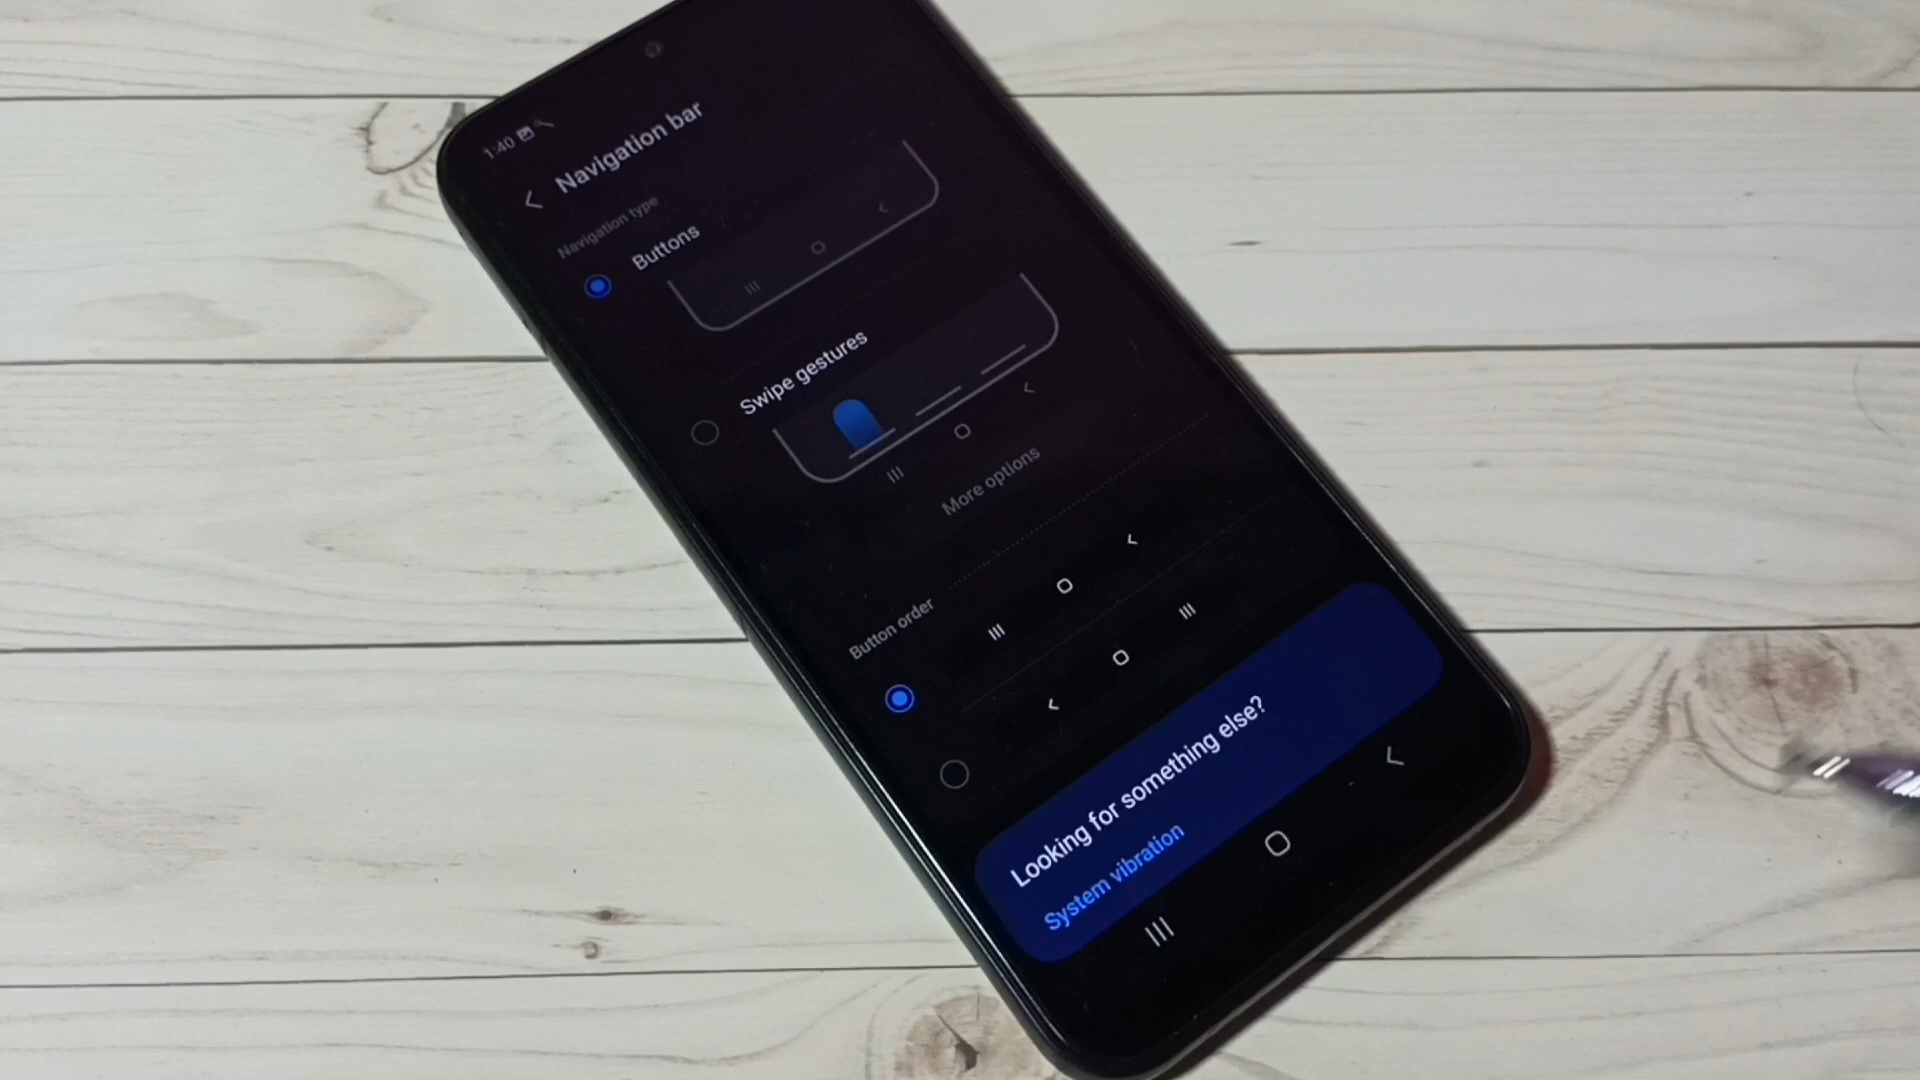 1:40
Navigation bar
Navigation type
Buttons
Swipe gestures
More options
Button order
Looking for something else?
System vibration